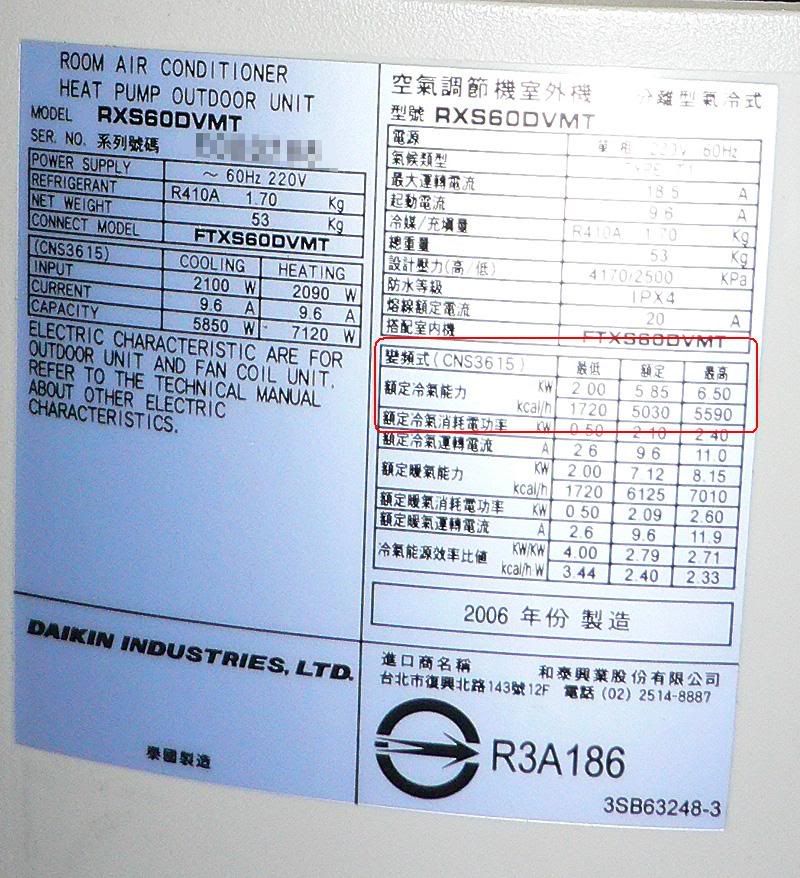 ROOM AIR CONDITIONER
HEAT PUMP OUTDOOR UNIT
MODEL RXS60DVMT
SER. NO. 系列號碼
POWER SUPPLY ~ 60Hz 220V
REFRIGERANT R410A 1.70 Kg
NET WEIGHT 53 Kg
CONNECT MODEL FTXS60DVMT
(CNS3615) COOLING HEATING
INPUT 2100 W 2090 W
CURRENT 9.6 A 9.6 A
CAPACITY 5850 W 7120 W
ELECTRIC CHARACTERISTIC ARE FOR
OUTDOOR UNIT AND FAN COIL UNIT.
REFER TO THE TECHNICAL MANUAL
ABOUT OTHER ELECTRIC
CHARACTERISTICS.
DAIKIN INDUSTRIES, LTD.
泰國製造
空氣調節機室外機 分離型氣冷式
型號 RXS60DVMT
電源 單相 220V 60Hz
氣候類型 TYPE T1
最大運轉電流 18.5 A
起動電流 9.6 A
冷媒/充填量 R410A 1.70 Kg
總重量 53 Kg
設計壓力(高/低) 4170/2500 KPa
防水等級 IPX4
熔線額定電流 20 A
搭配室內機 FTXS60DVMT
變頻式(CNS3615) 最低 額定 最高
額定冷氣能力 KW 2.00 5.85 6.50
kcal/h 1720 5030 5590
額定冷氣消耗電功率 KW 0.50 2.10 2.40
額定冷氣運轉電流 A 2.6 9.6 11.0
額定暖氣能力 KW 2.00 7.12 8.15
kcal/h 1720 6125 7010
額定暖氣消耗電功率 KW 0.50 2.09 2.60
額定暖氣運轉電流 A 2.6 9.6 11.9
冷氣能源效率比值 KW/KW 4.00 2.79 2.71
kcal/h W 3.44 2.40 2.33
2006 年份 製造
進口商名稱 和泰興業股份有限公司
台北市復興北路143號12F 電話 (02) 2514-8887
R3A186
3SB63248-3